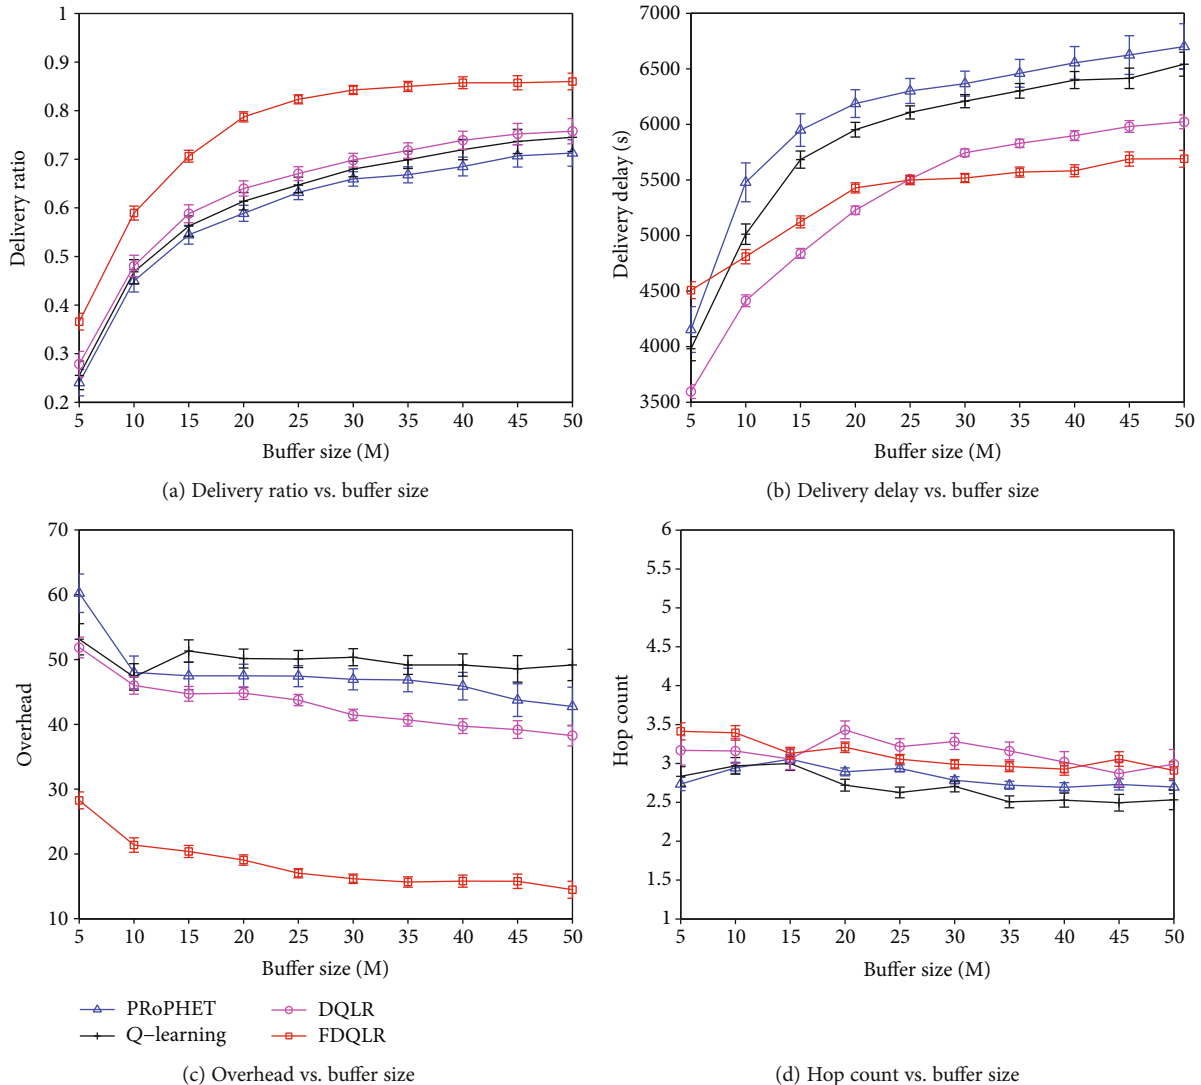 1
0.9
0.8
0.7
0.6
0.5
0.4
0.3
0.2
Delivery ratio
5 10 15 20 25 30 35 40 45 50
Buffer size (M)
(a) Delivery ratio vs. buffer size
7000
6500
6000
5500
5000
4500
4000
3500
Delivery delay (s)
5 10 15 20 25 30 35 40 45 50
Buffer size (M)
(b) Delivery delay vs. buffer size
70
60
50
40
30
20
10
Overhead
5 10 15 20 25 30 35 40 45 50
Buffer size (M)
PRoPHET
Q–learning
DQLR
FDQLR
(c) Overhead vs. buffer size
6
5.5
5
4.5
4
3.5
3
2.5
2
1.5
1
Hop count
5 10 15 20 25 30 35 40 45 50
Buffer size (M)
(d) Hop count vs. buffer size